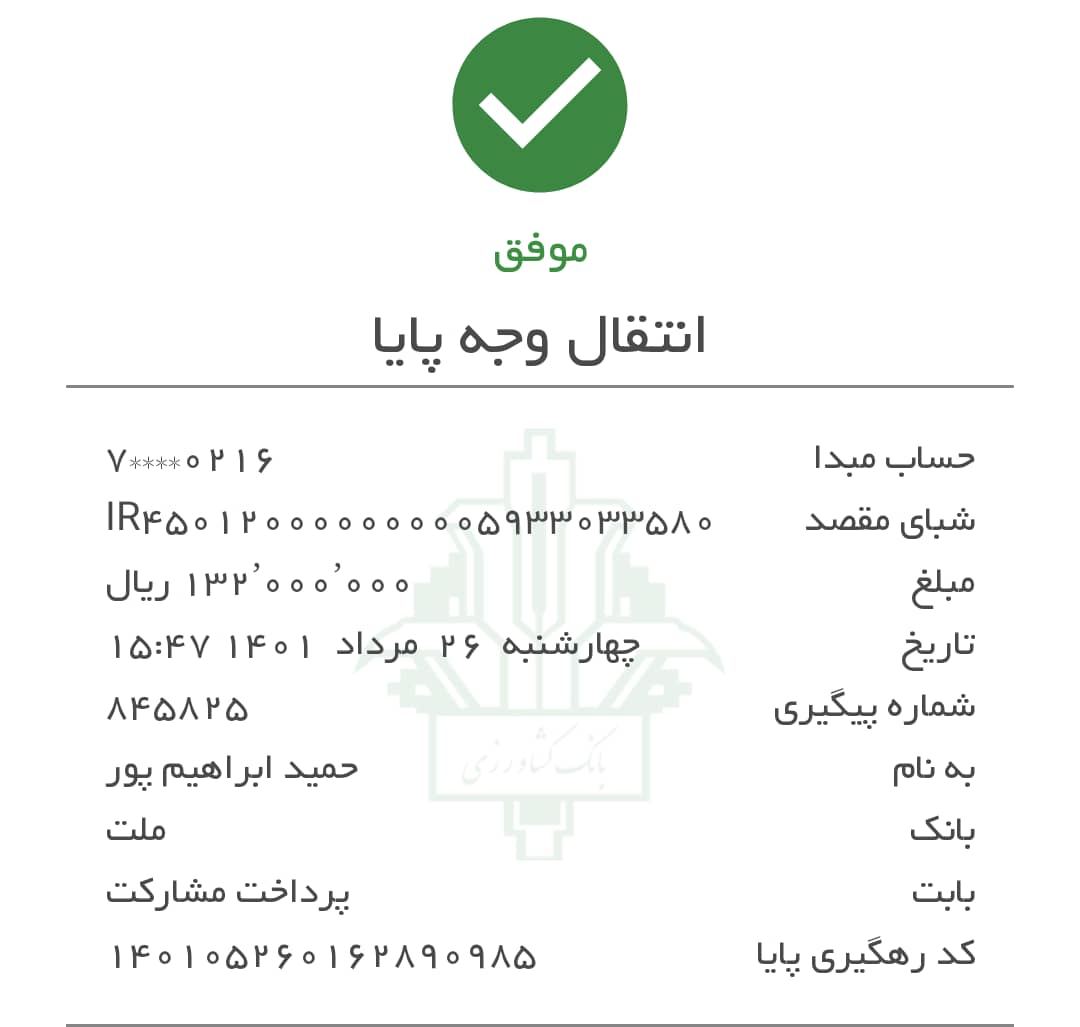 موفق
انتقال وجه پایا
حساب مبدا ۷****۰۲۱۶
شبای مقصد IR۴۵۰۱۲۰۰۰۰۰۰۰۰۰۰۵۹۳۳۰۳۳۵۸۰
مبلغ ۱۳۲٬۰۰۰٬۰۰۰ ریال
تاریخ چهارشنبه ۲۶ مرداد ۱۴۰۱ ۱۵:۴۷
شماره پیگیری ۸۴۵۸۲۵
به نام حمید ابراهیم پور
بانک ملت
بابت پرداخت مشارکت
کد رهگیری پایا ۱۴۰۱۰۵۲۶۰۱۶۲۸۹۰۹۸۵
بانک کشاورزی